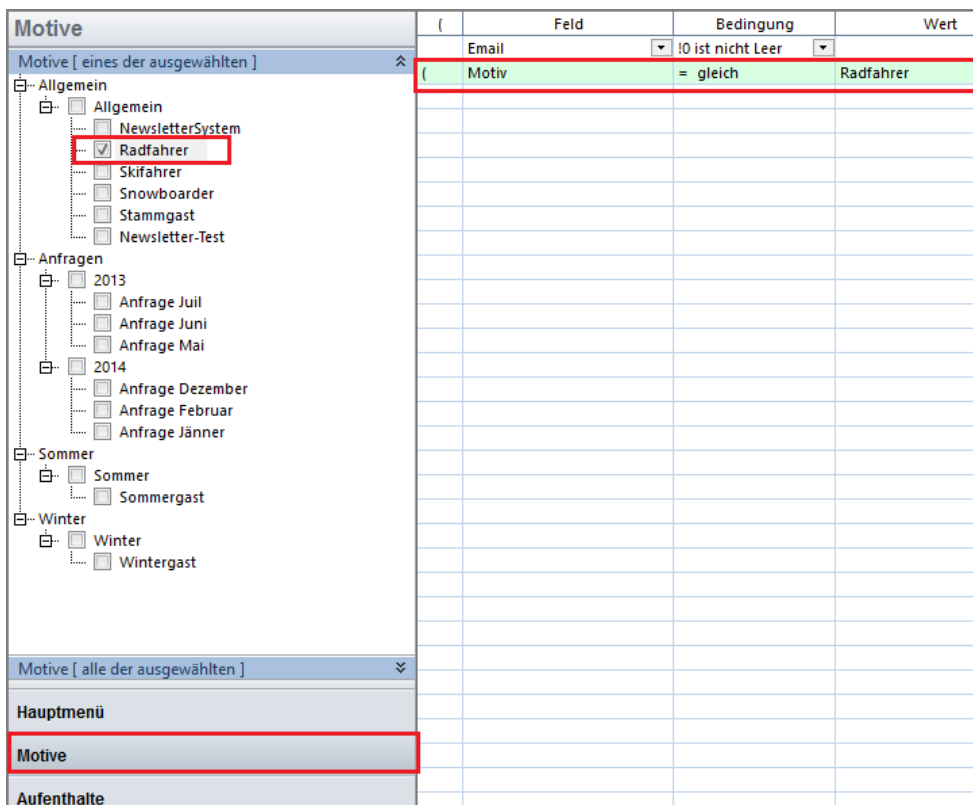 Motive
Motive [ eines der ausgewählten ]
Allgemein
Allgemein
NewsletterSystem
Radfahrer
Skifahrer
Snowboarder
Stammgast
Newsletter-Test
Anfragen
2013
Anfrage Juil
Anfrage Juni
Anfrage Mai
2014
Anfrage Dezember
Anfrage Februar
Anfrage Jänner
Sommer
Sommer
Sommergast
Winter
Winter
Wintergast
Motive [ alle der ausgewählten ]
Hauptmenü
Motive
Aufenthalte
( Feld Bedingung Wert
Email !0 ist nicht Leer
( Motiv = gleich Radfahrer